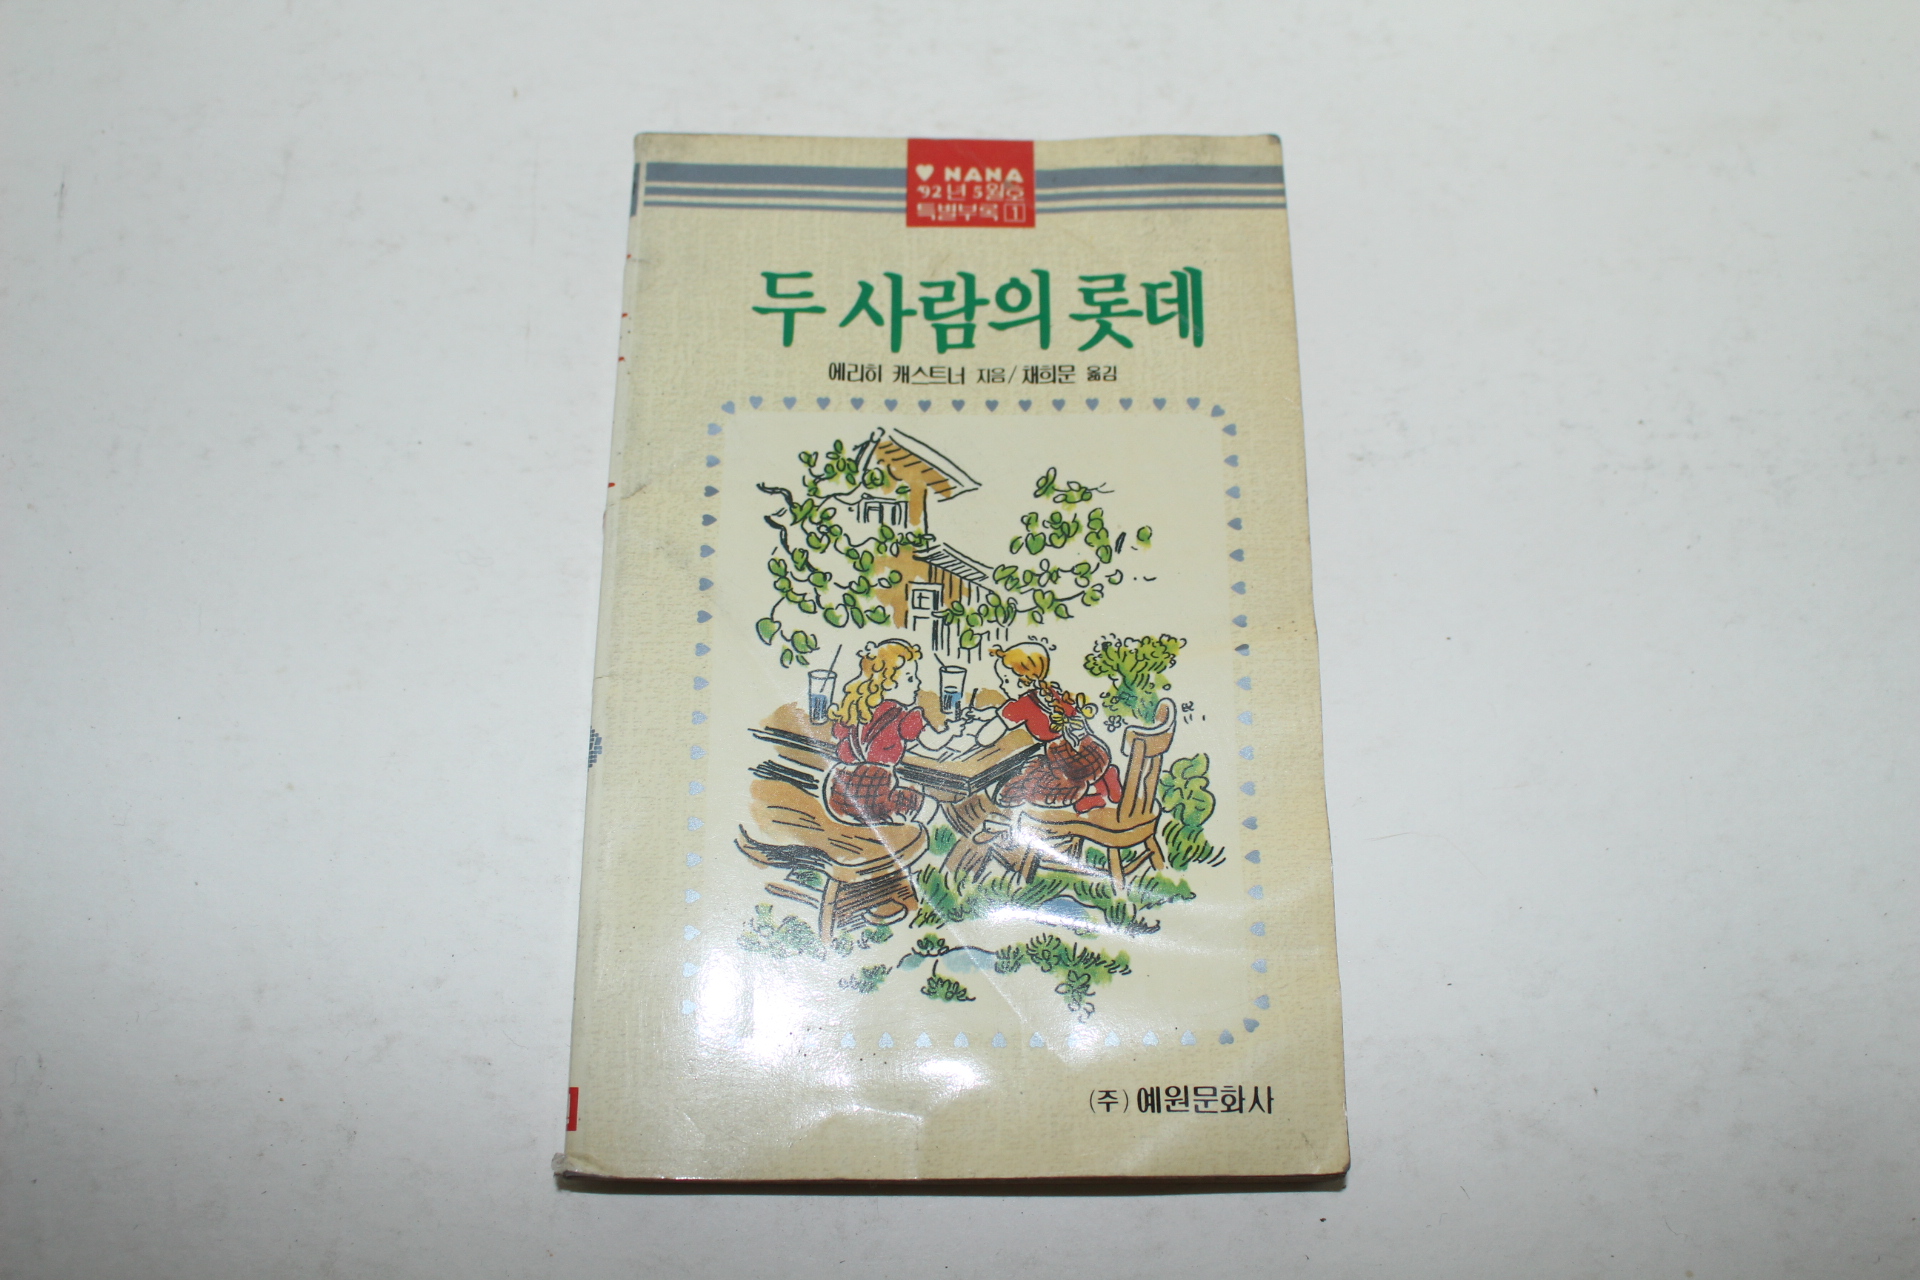 ♥ NANA
'92년 5월호
특별부록 1
두 사람의 롯데
에리히 캐스트너 지음/채희문 옮김
(주)예원문화사